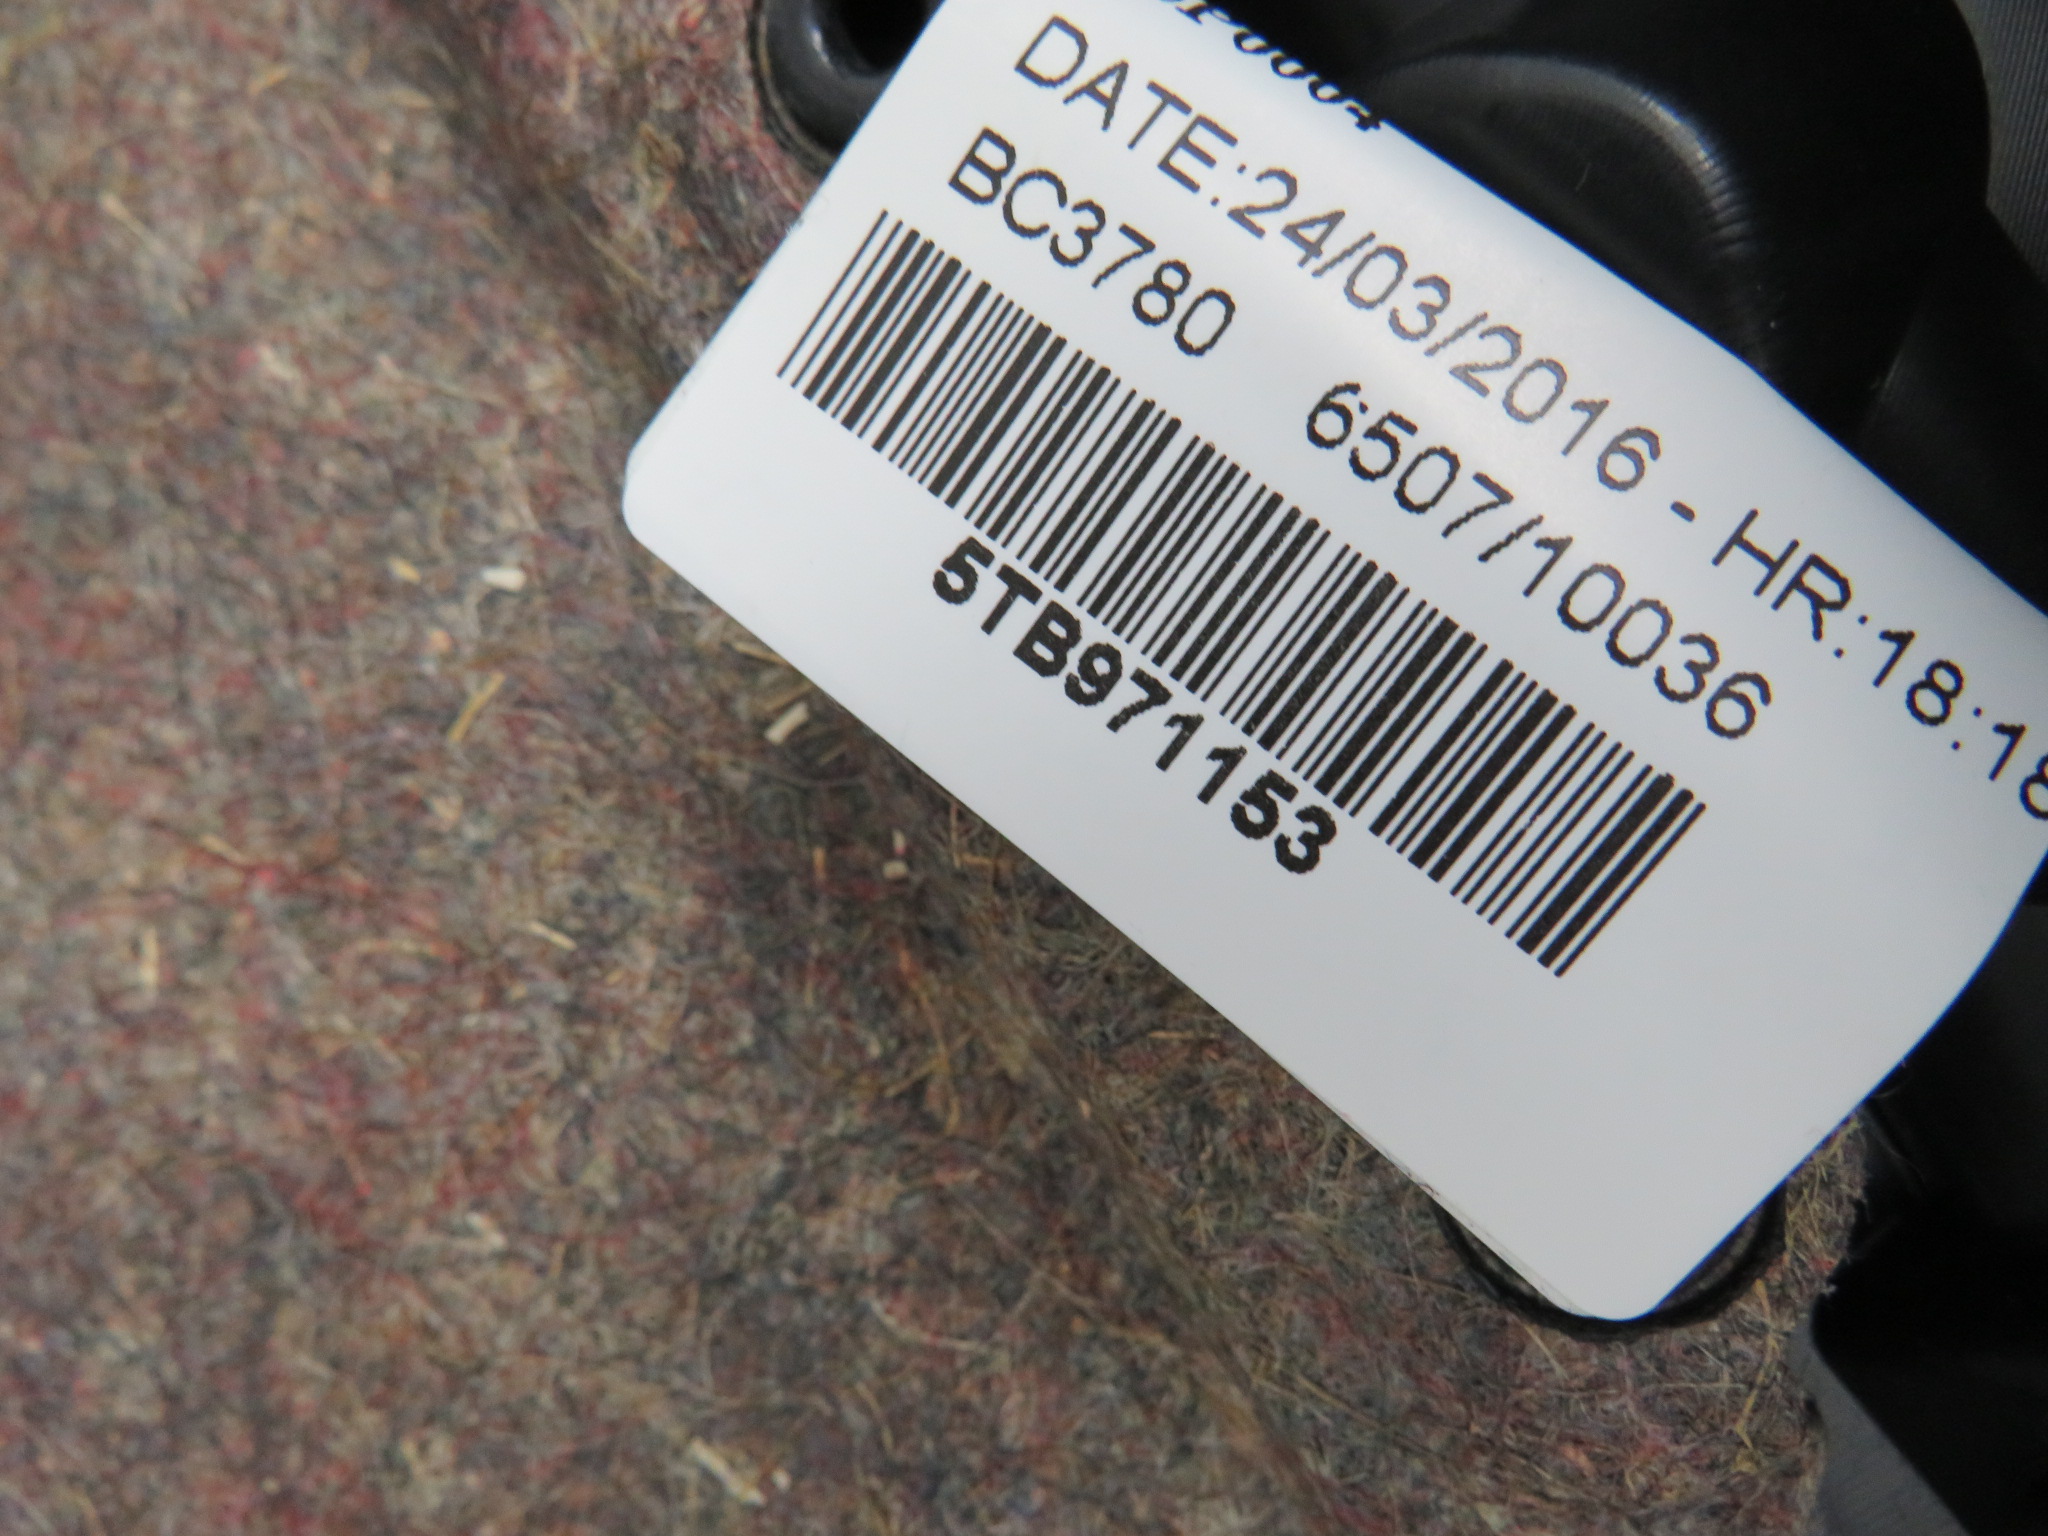 DATE:24/03/2016 - HR:18:18
BC3780 6507/10036
5TB971153